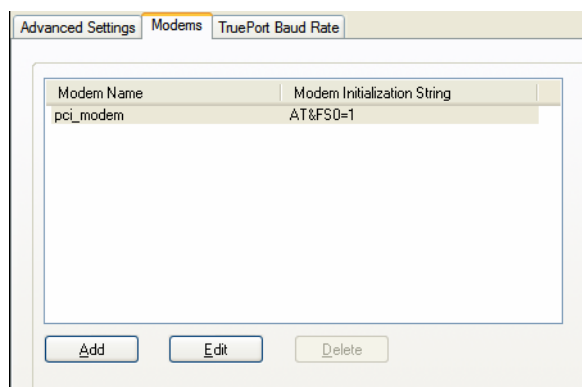 Advanced Settings Modems TruePort Baud Rate
Modem Name Modem Initialization String
pci_modem AT&FS0=1
Add Edit Delete